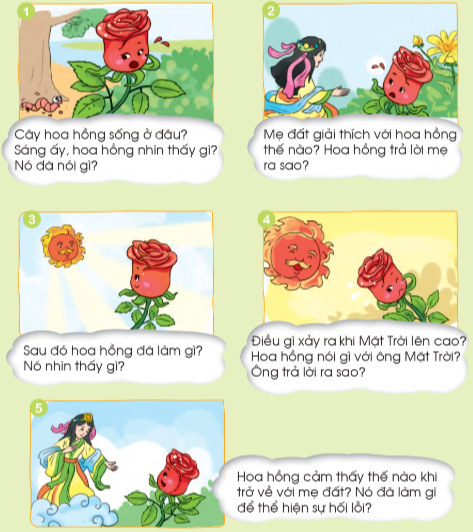 1
Cây hoa hồng sống ở đâu?
Sáng ấy, hoa hồng nhìn thấy gì?
Nó đã nói gì?
2
Mẹ đất giải thích với hoa hồng
thế nào? Hoa hồng trả lời mẹ
ra sao?
3
Sau đó hoa hồng đã làm gì?
Nó nhìn thấy gì?
4
Điều gì xảy ra khi Mặt Trời lên cao?
Hoa hồng nói gì với ông Mặt Trời?
Ông trả lời ra sao?
5
Hoa hồng cảm thấy thế nào khi
trở về với mẹ đất? Nó đã làm gì
để thể hiện sự hối lỗi?